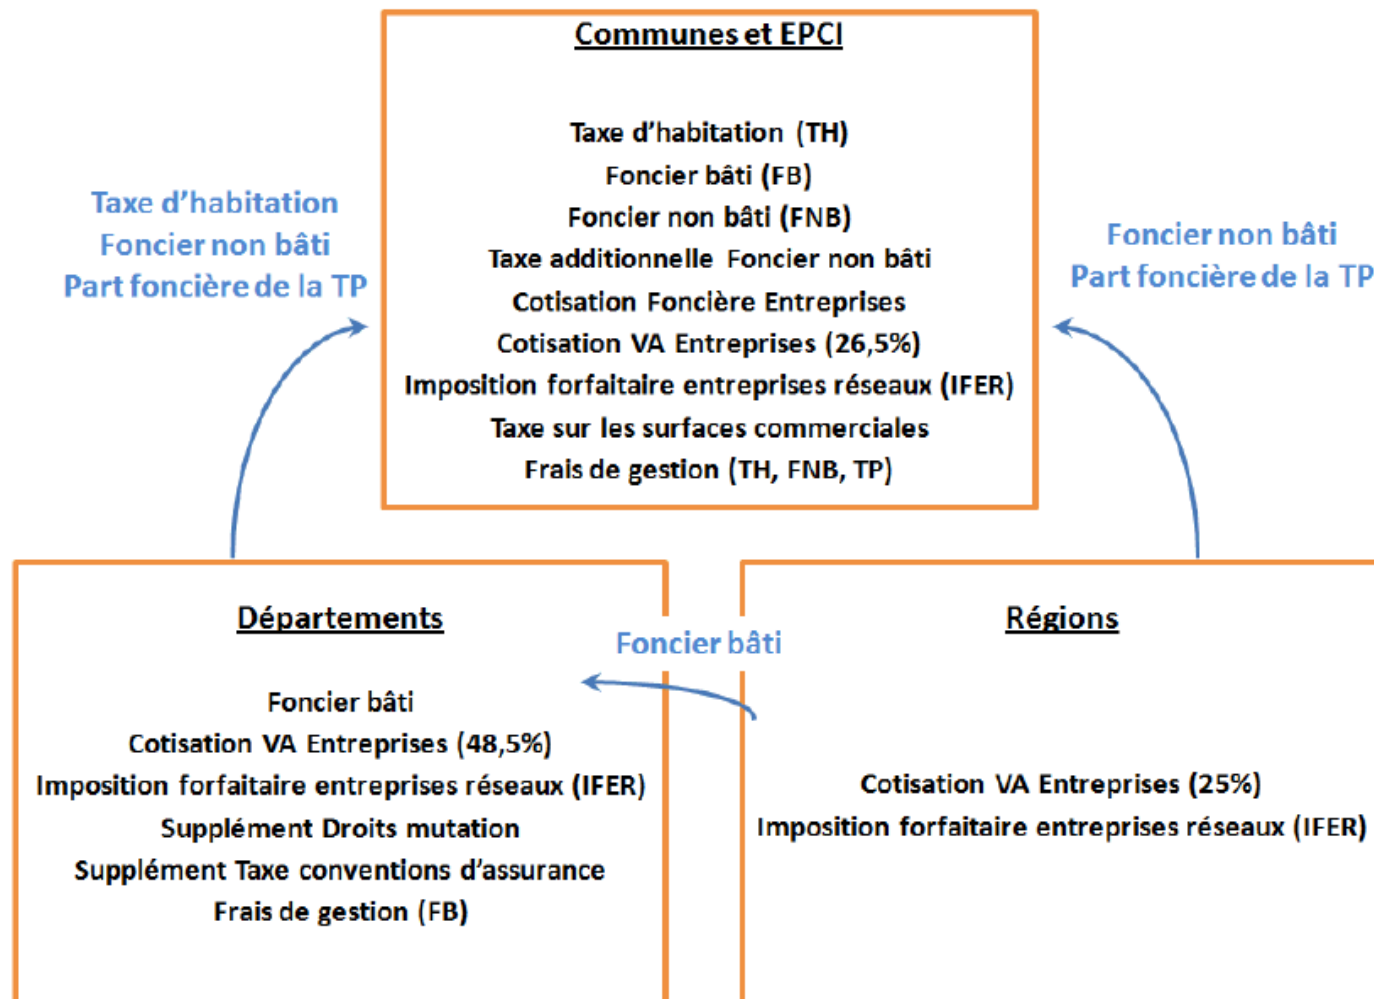 Communes et EPCI
Taxe d'habitation (TH)
Foncier bâti (FB)
Foncier non bâti (FNB)
Taxe additionnelle Foncier non bâti
Cotisation Foncière Entreprises
Cotisation VA Entreprises (26,5%)
Imposition forfaitaire entreprises réseaux (IFER)
Taxe sur les surfaces commerciales
Frais de gestion (TH, FNB, TP)
Taxe d'habitation
Foncier non bâti
Part foncière de la TP
Foncier non bâti
Part foncière de la TP
Départements
Foncier bâti
Cotisation VA Entreprises (48,5%)
Imposition forfaitaire entreprises réseaux (IFER)
Supplément Droits mutation
Supplément Taxe conventions d'assurance
Frais de gestion (FB)
Foncier bâti
Régions
Cotisation VA Entreprises (25%)
Imposition forfaitaire entreprises réseaux (IFER)